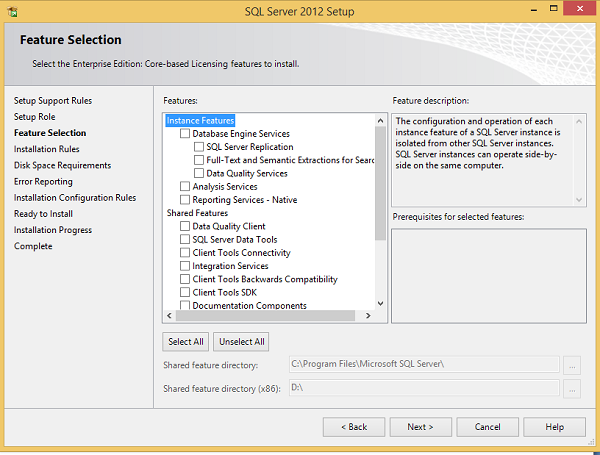 SQL Server 2012 Setup
Feature Selection
Select the Enterprise Edition: Core-based Licensing features to install.
Setup Support Rules
Setup Role
Feature Selection
Installation Rules
Disk Space Requirements
Error Reporting
Installation Configuration Rules
Ready to Install
Installation Progress
Complete
Features:
Instance Features
Database Engine Services
SQL Server Replication
Full-Text and Semantic Extractions for Searc
Data Quality Services
Analysis Services
Reporting Services - Native
Shared Features
Data Quality Client
SQL Server Data Tools
Client Tools Connectivity
Integration Services
Client Tools Backwards Compatibility
Client Tools SDK
Documentation Components
Feature description:
The configuration and operation of each
instance feature of a SQL Server instance is
isolated from other SQL Server instances.
SQL Server instances can operate side-by-
side on the same computer.
Prerequisites for selected features:
Select All
Unselect All
Shared feature directory:
C:\Program Files\Microsoft SQL Server\
...
Shared feature directory (x86):
D:\
...
< Back
Next >
Cancel
Help